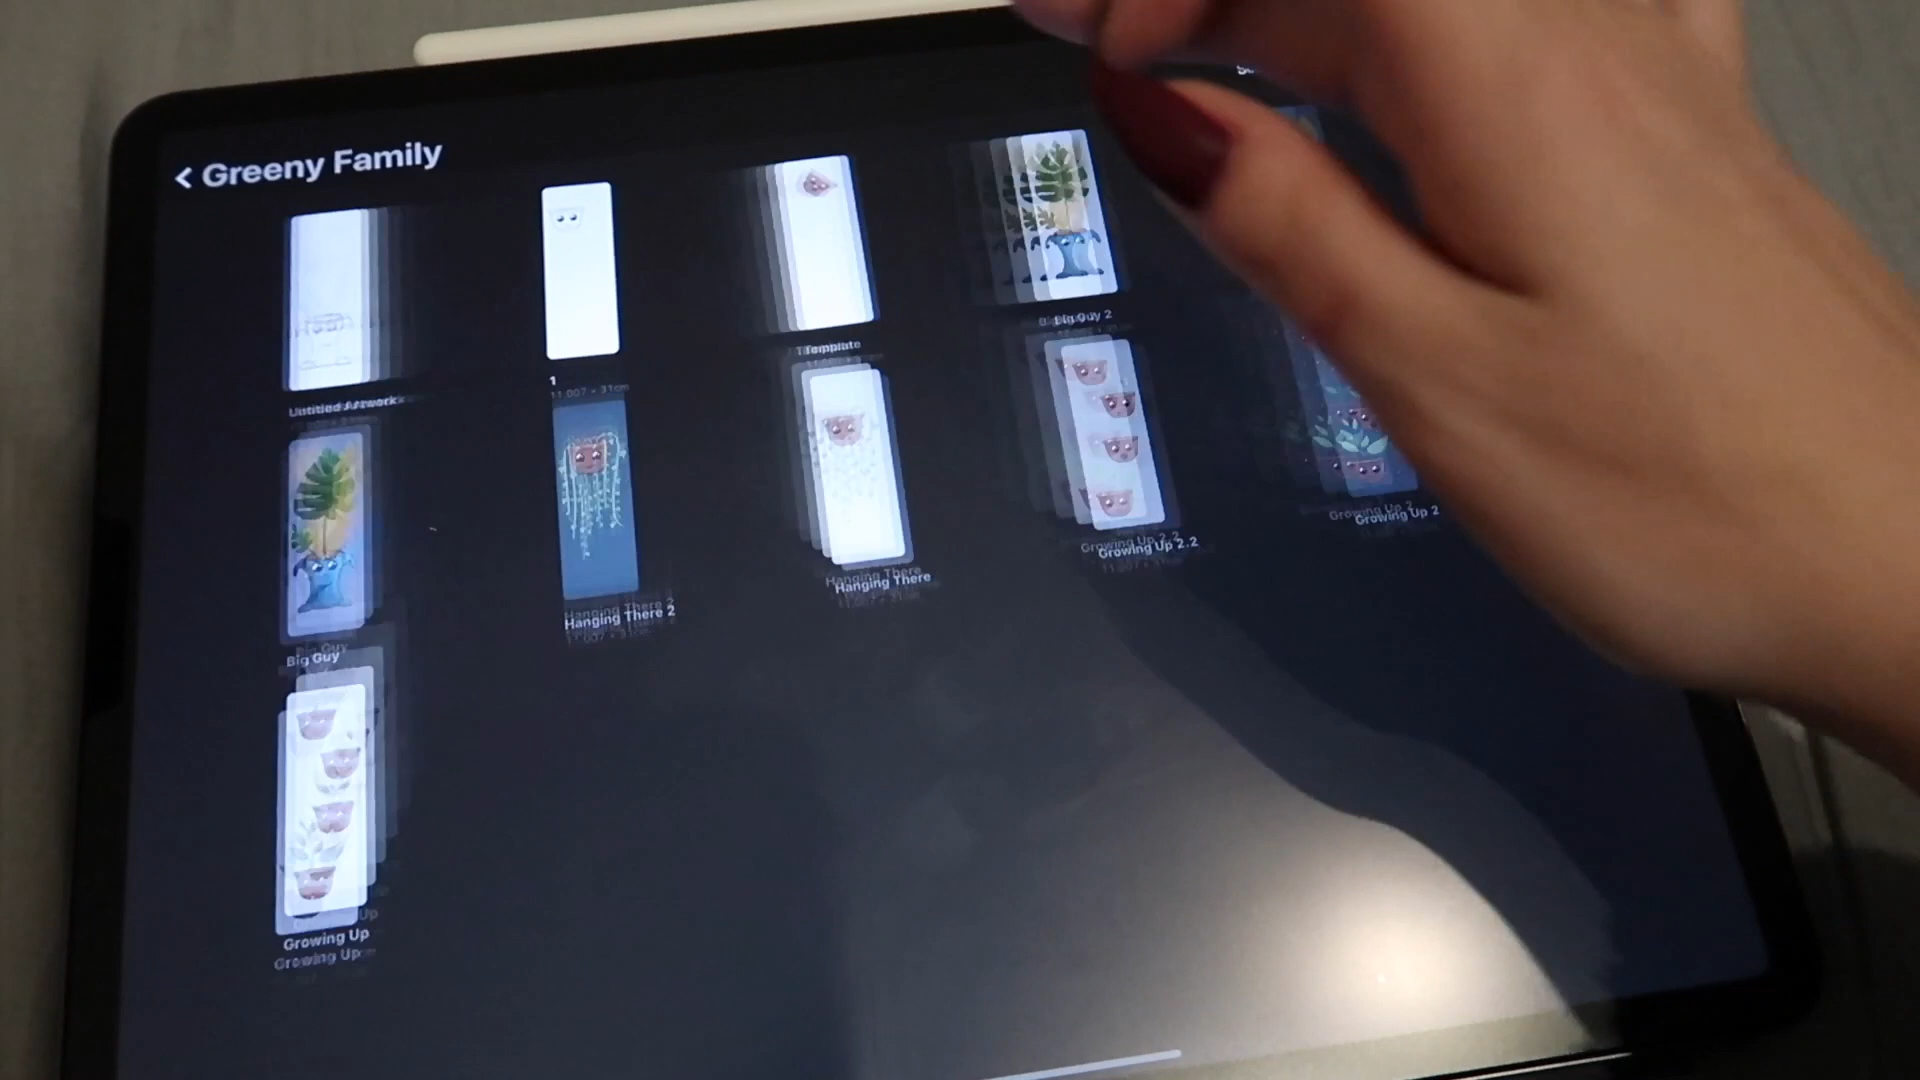 Greeny Family
Untitled Artwork
1
11.007 × 31cm
Template
Big Guy 2
Big Guy
Hanging There 2
Hanging There
Growing Up 2.2
11.007 × 31cm
Growing Up 2
Growing Up